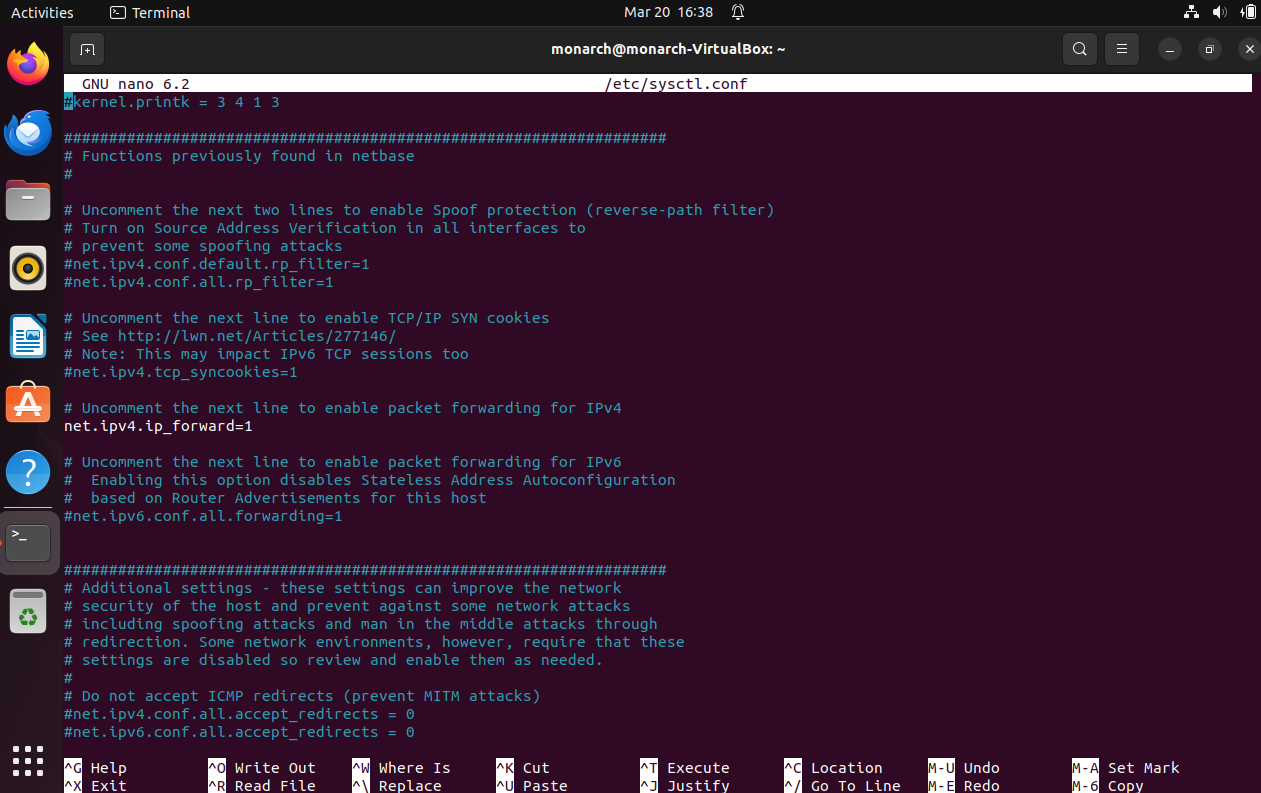 Activities Terminal Mar 20 16:38
monarch@monarch-VirtualBox: ~
GNU nano 6.2 /etc/sysctl.conf
#kernel.printk = 3 4 1 3
###################################################################
# Functions previously found in netbase
#
# Uncomment the next two lines to enable Spoof protection (reverse-path filter)
# Turn on Source Address Verification in all interfaces to
# prevent some spoofing attacks
#net.ipv4.conf.default.rp_filter=1
#net.ipv4.conf.all.rp_filter=1
# Uncomment the next line to enable TCP/IP SYN cookies
# See http://lwn.net/Articles/277146/
# Note: This may impact IPv6 TCP sessions too
#net.ipv4.tcp_syncookies=1
# Uncomment the next line to enable packet forwarding for IPv4
net.ipv4.ip_forward=1
# Uncomment the next line to enable packet forwarding for IPv6
#  Enabling this option disables Stateless Address Autoconfiguration
#  based on Router Advertisements for this host
#net.ipv6.conf.all.forwarding=1
###################################################################
# Additional settings - these settings can improve the network
# security of the host and prevent against some network attacks
# including spoofing attacks and man in the middle attacks through
# redirection. Some network environments, however, require that these
# settings are disabled so review and enable them as needed.
#
# Do not accept ICMP redirects (prevent MITM attacks)
#net.ipv4.conf.all.accept_redirects = 0
#net.ipv6.conf.all.accept_redirects = 0
^G Help ^O Write Out ^W Where Is ^K Cut ^T Execute ^C Location M-U Undo M-A Set Mark
^X Exit ^R Read File ^\ Replace ^U Paste ^J Justify ^/ Go To Line M-E Redo M-6 Copy